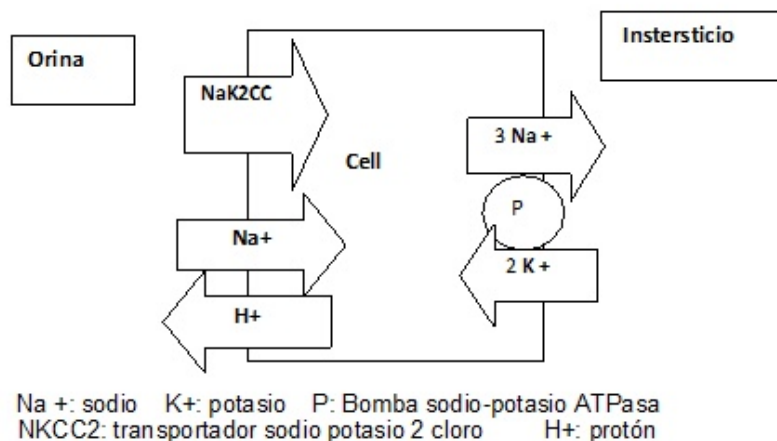 Orina
Instersticio
NaK2CC
3 Na +
Cell
P
Na+
2 K +
H+
Na +: sodio K+: potasio P: Bomba sodio-potasio ATPasa
NKCC2: transportador sodio potasio 2 cloro H+: protón